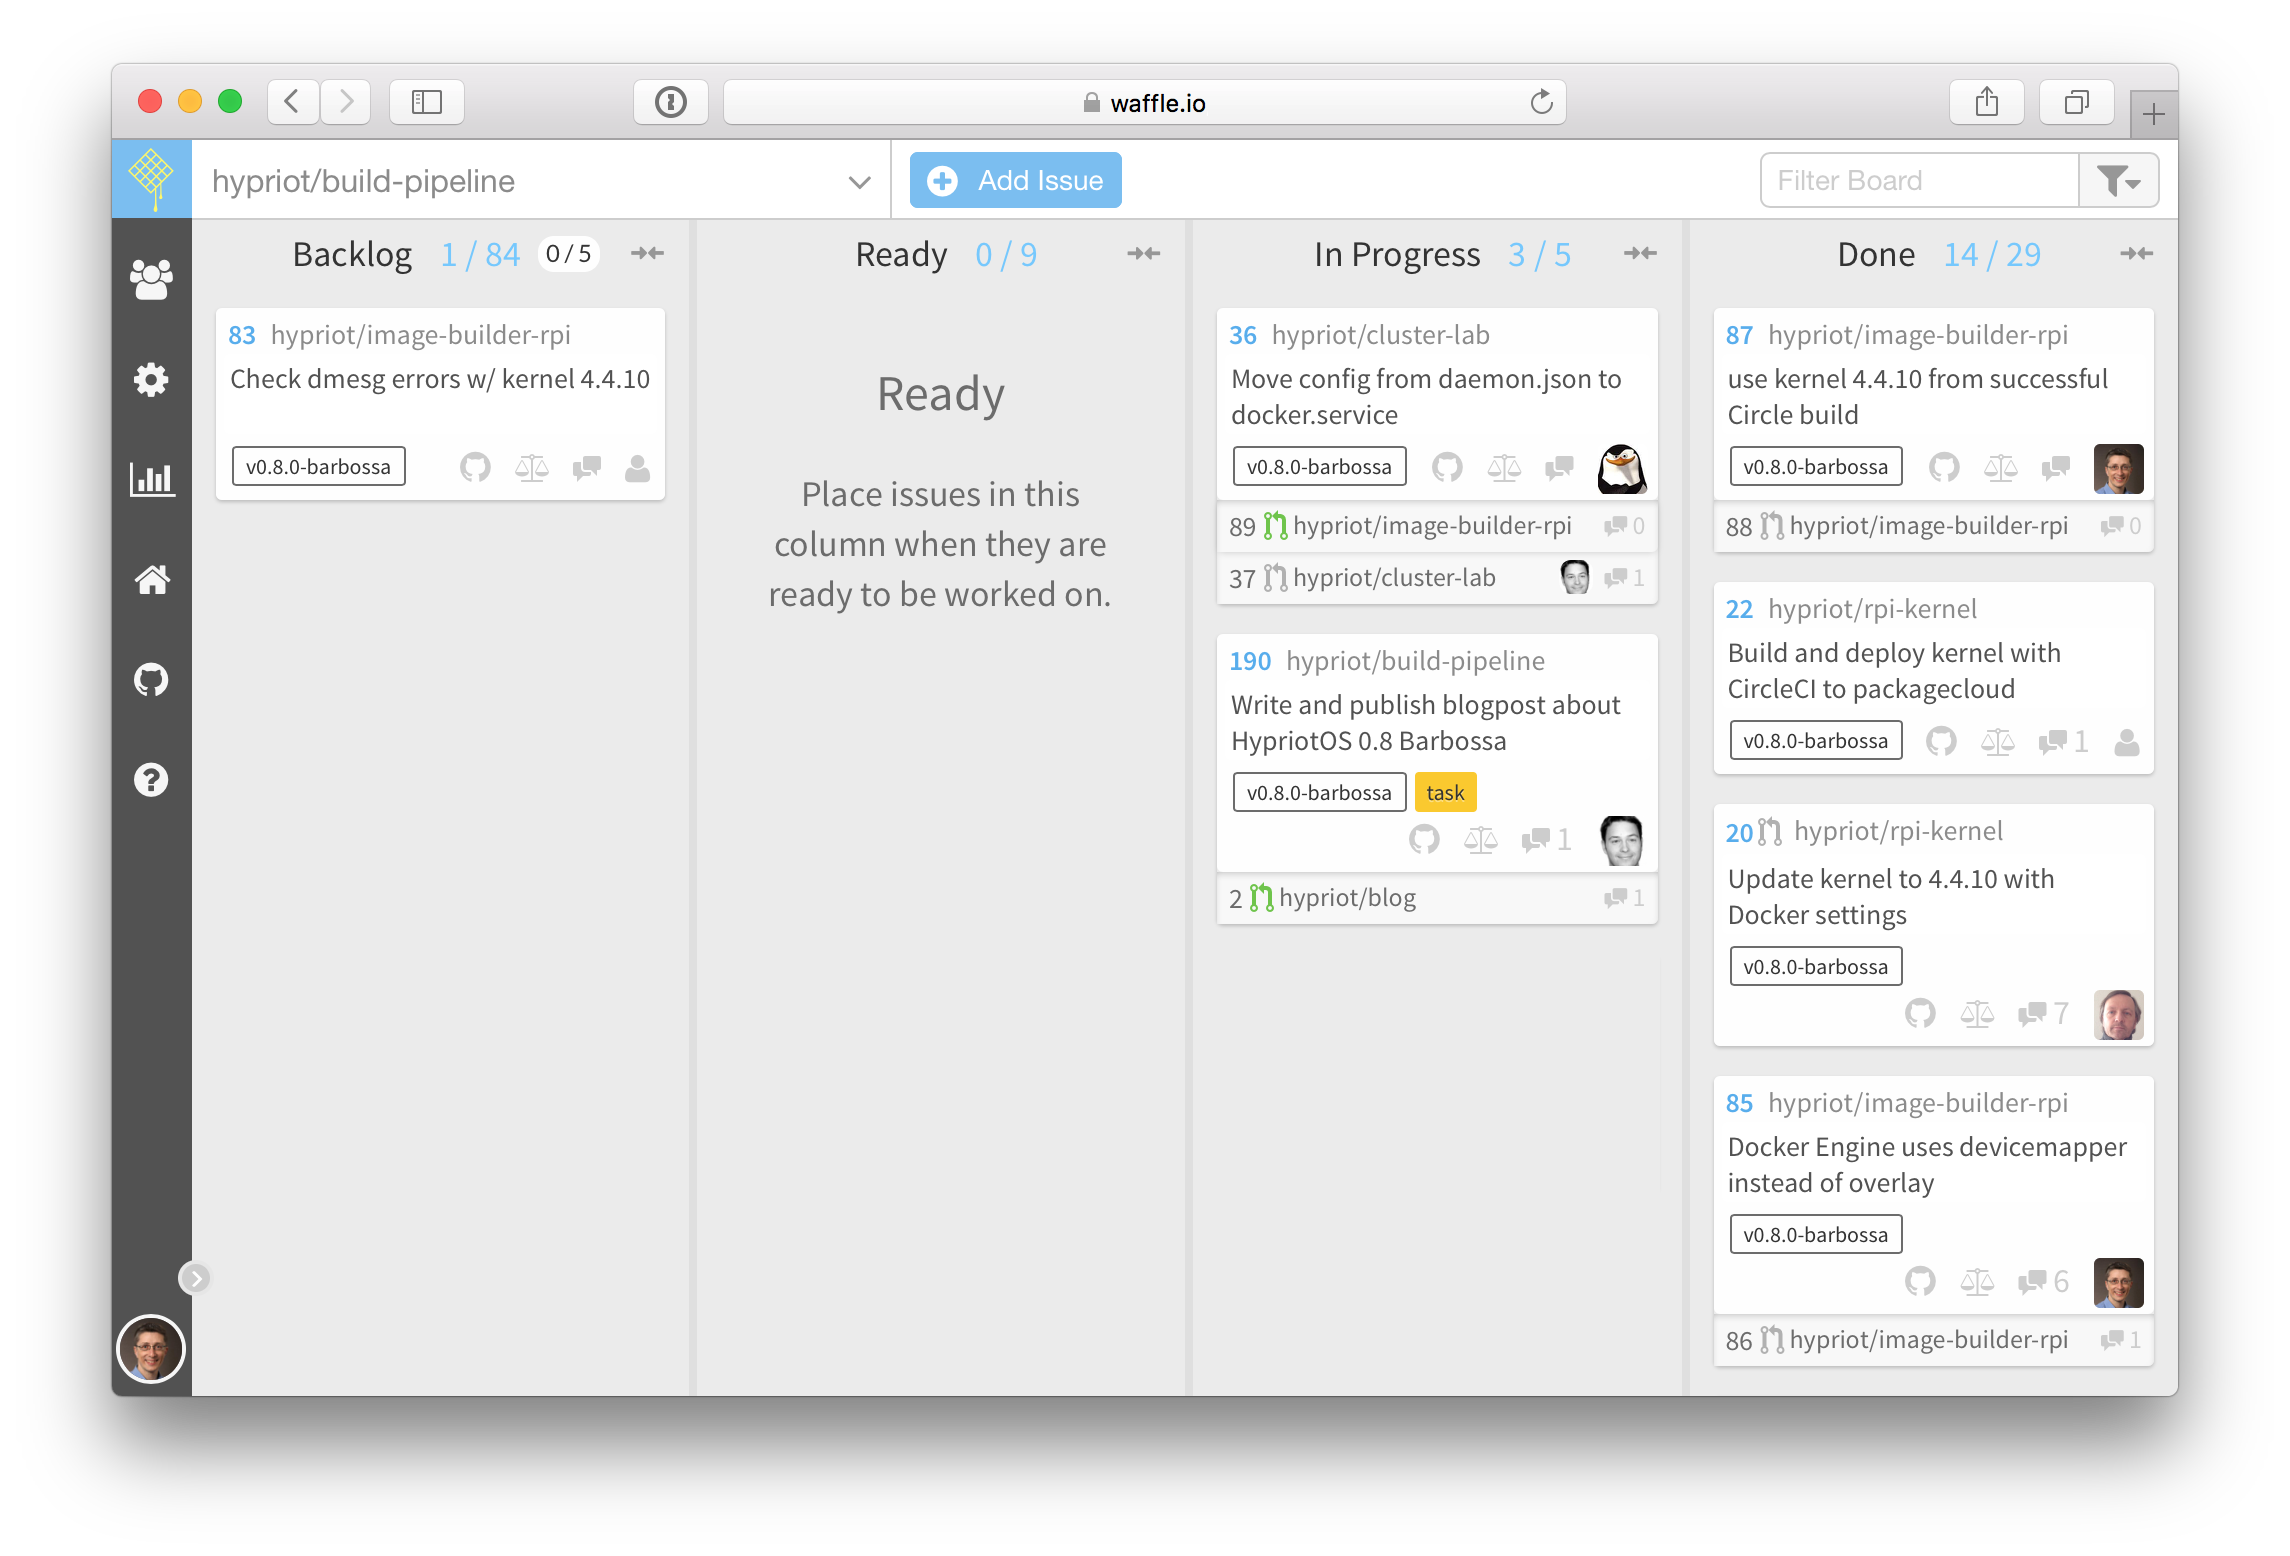 waffle.io
hypriot/build-pipeline
Add Issue
Filter Board
Backlog 1 / 84 0 / 5
83 hypriot/image-builder-rpi
Check dmesg errors w/ kernel 4.4.10
v0.8.0-barbossa
Ready 0 / 9
Ready
Place issues in this
column when they are
ready to be worked on.
In Progress 3 / 5
36 hypriot/cluster-lab
Move config from daemon.json to
docker.service
v0.8.0-barbossa
89 hypriot/image-builder-rpi 0
37 hypriot/cluster-lab 1
190 hypriot/build-pipeline
Write and publish blogpost about
HypriotOS 0.8 Barbossa
v0.8.0-barbossa task
1
2 hypriot/blog 1
Done 14 / 29
87 hypriot/image-builder-rpi
use kernel 4.4.10 from successful
Circle build
v0.8.0-barbossa
88 hypriot/image-builder-rpi 0
22 hypriot/rpi-kernel
Build and deploy kernel with
CircleCI to packagecloud
v0.8.0-barbossa 1
20 hypriot/rpi-kernel
Update kernel to 4.4.10 with
Docker settings
v0.8.0-barbossa
7
85 hypriot/image-builder-rpi
Docker Engine uses devicemapper
instead of overlay
v0.8.0-barbossa
6
86 hypriot/image-builder-rpi 1